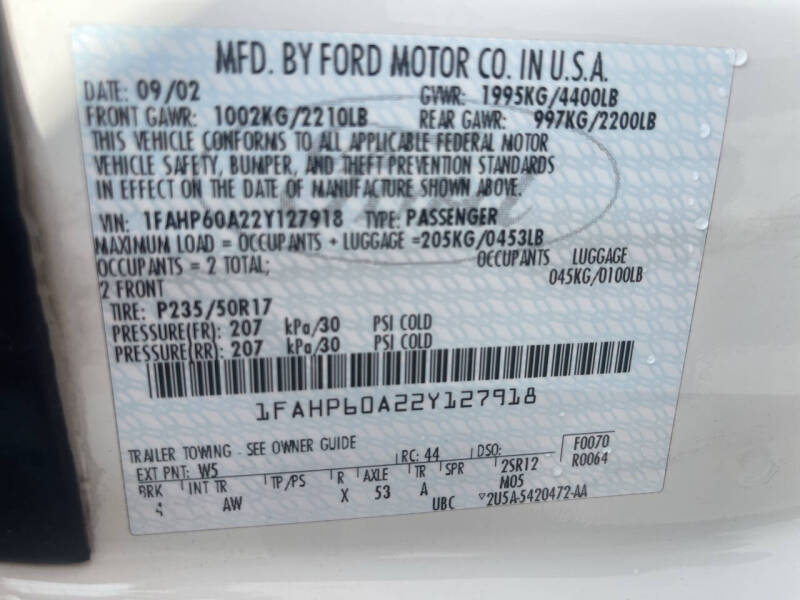 MFD. BY FORD MOTOR CO. IN U.S.A.
DATE: 09/02 GVWR: 1995KG/4400LB
FRONT GAWR: 1002KG/2210LB REAR GAWR: 997KG/2200LB
THIS VEHICLE CONFORMS TO ALL APPLICABLE FEDERAL MOTOR
VEHICLE SAFETY, BUMPER, AND THEFT PREVENTION STANDARDS
IN EFFECT ON THE DATE OF MANUFACTURE SHOWN ABOVE.
VIN: 1FAHP60A22Y127918 TYPE: PASSENGER
MAXIMUM LOAD = OCCUPANTS + LUGGAGE =205KG/0453LB
OCCUPANTS = 2 TOTAL; OCCUPANTS LUGGAGE
2 FRONT 045KG/0100LB
TIRE: P235/50R17
PRESSURE(FR): 207 kPa/30 PSI COLD
PRESSURE(RR): 207 kPa/30 PSI COLD
1FAHP60A22Y127918
TRAILER TOWING - SEE OWNER GUIDE F0070
EXT PNT: W5 RC: 44 DSO: R0064
BRK INT TR TP/PS R AXLE TR SPR 2SR12
4 AW X 53 A M05
UBC 2U5A-5420472-AA